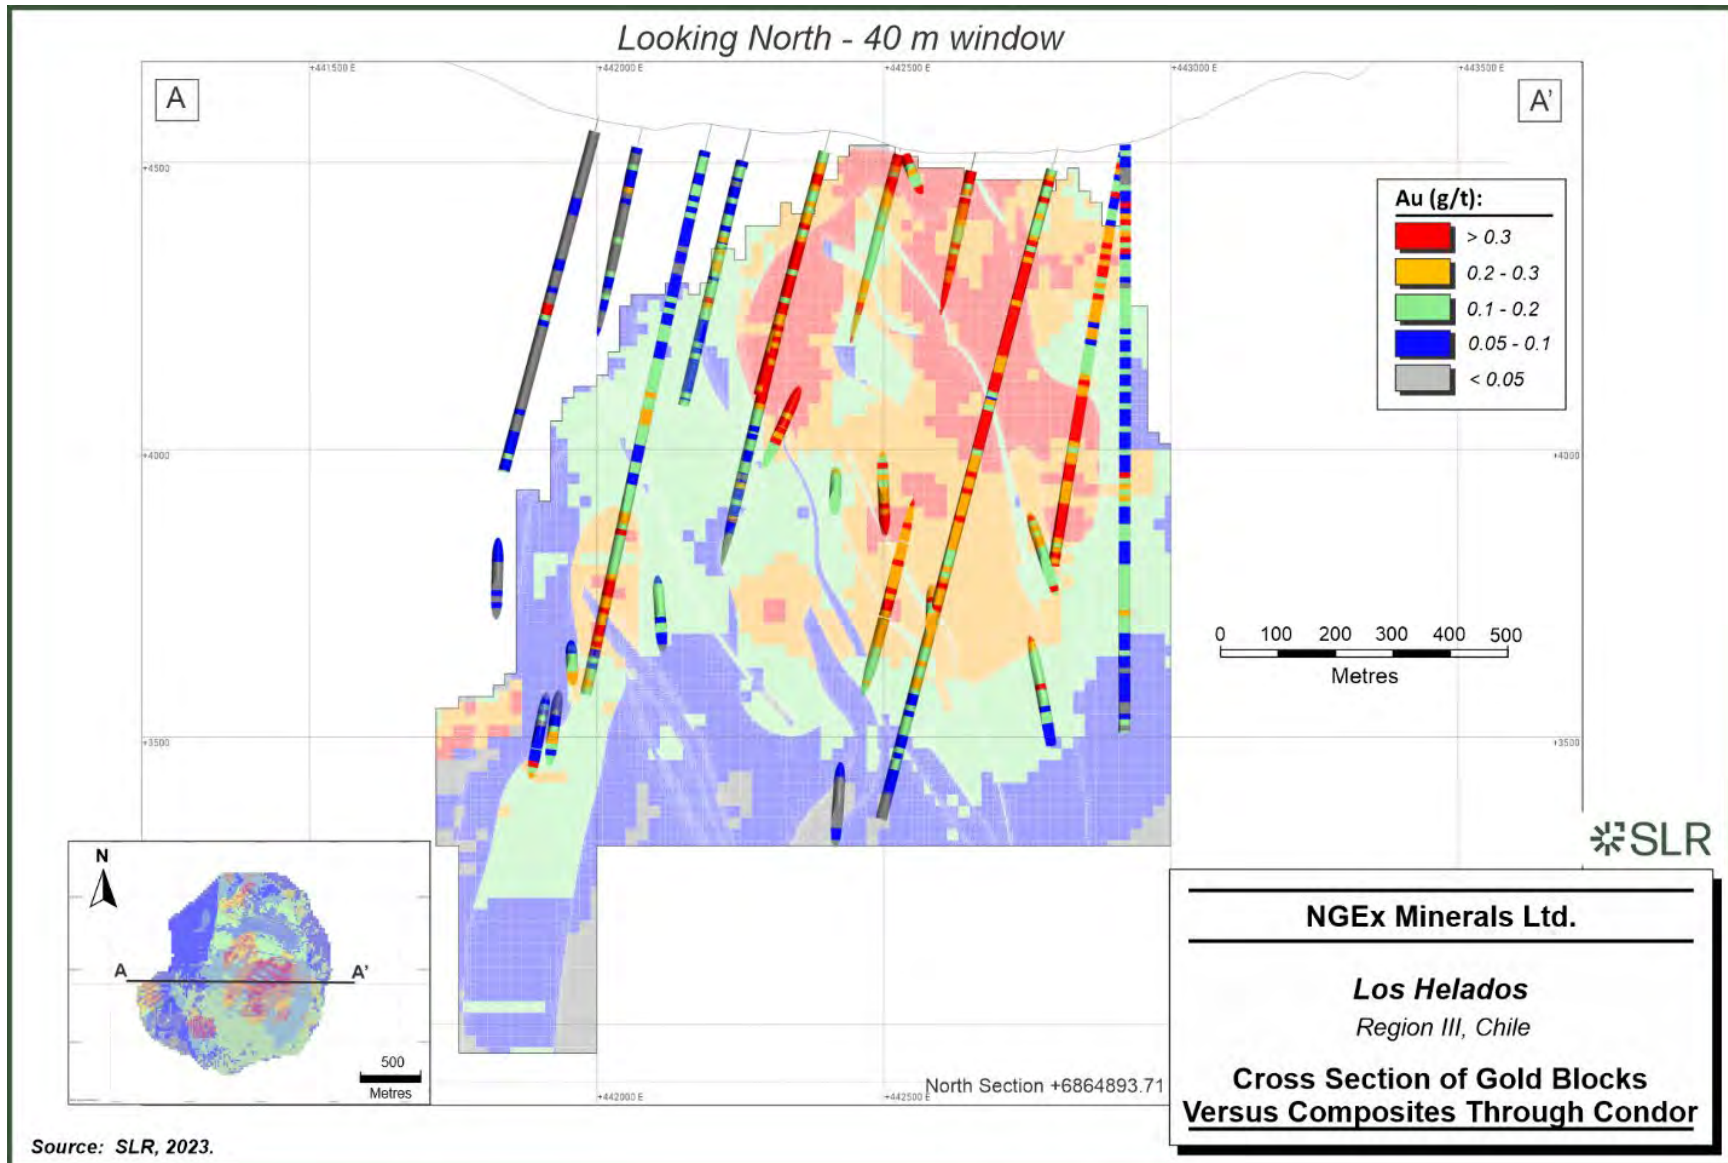 Looking North - 40 m window
+441500 E
+442000 E
+442500 E
+443000 E
+443500 E
A
A'
+4500
Au (g/t):
> 0.3
0.2 - 0.3
0.1 - 0.2
0.05 - 0.1
< 0.05
+4000
+4000
0 100 200 300 400 500
Metres
+3500
+3500
SLR
N
A
A'
500
Metres
North Section +6864893.71
+442000 E
+442500 E
NGEx Minerals Ltd.
Los Helados
Region III, Chile
Cross Section of Gold Blocks
Versus Composites Through Condor
Source: SLR, 2023.